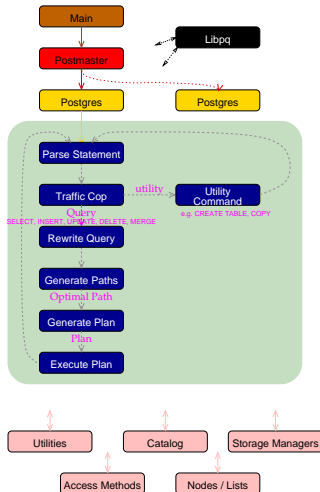 Main
Libpq
Postmaster
Postgres
Postgres
Parse Statement
Traffic Cop
utility
Utility
Command
Query
SELECT, INSERT, UPDATE, DELETE, MERGE
e.g. CREATE TABLE, COPY
Rewrite Query
Generate Paths
Optimal Path
Generate Plan
Plan
Execute Plan
Utilities
Catalog
Storage Managers
Access Methods
Nodes / Lists